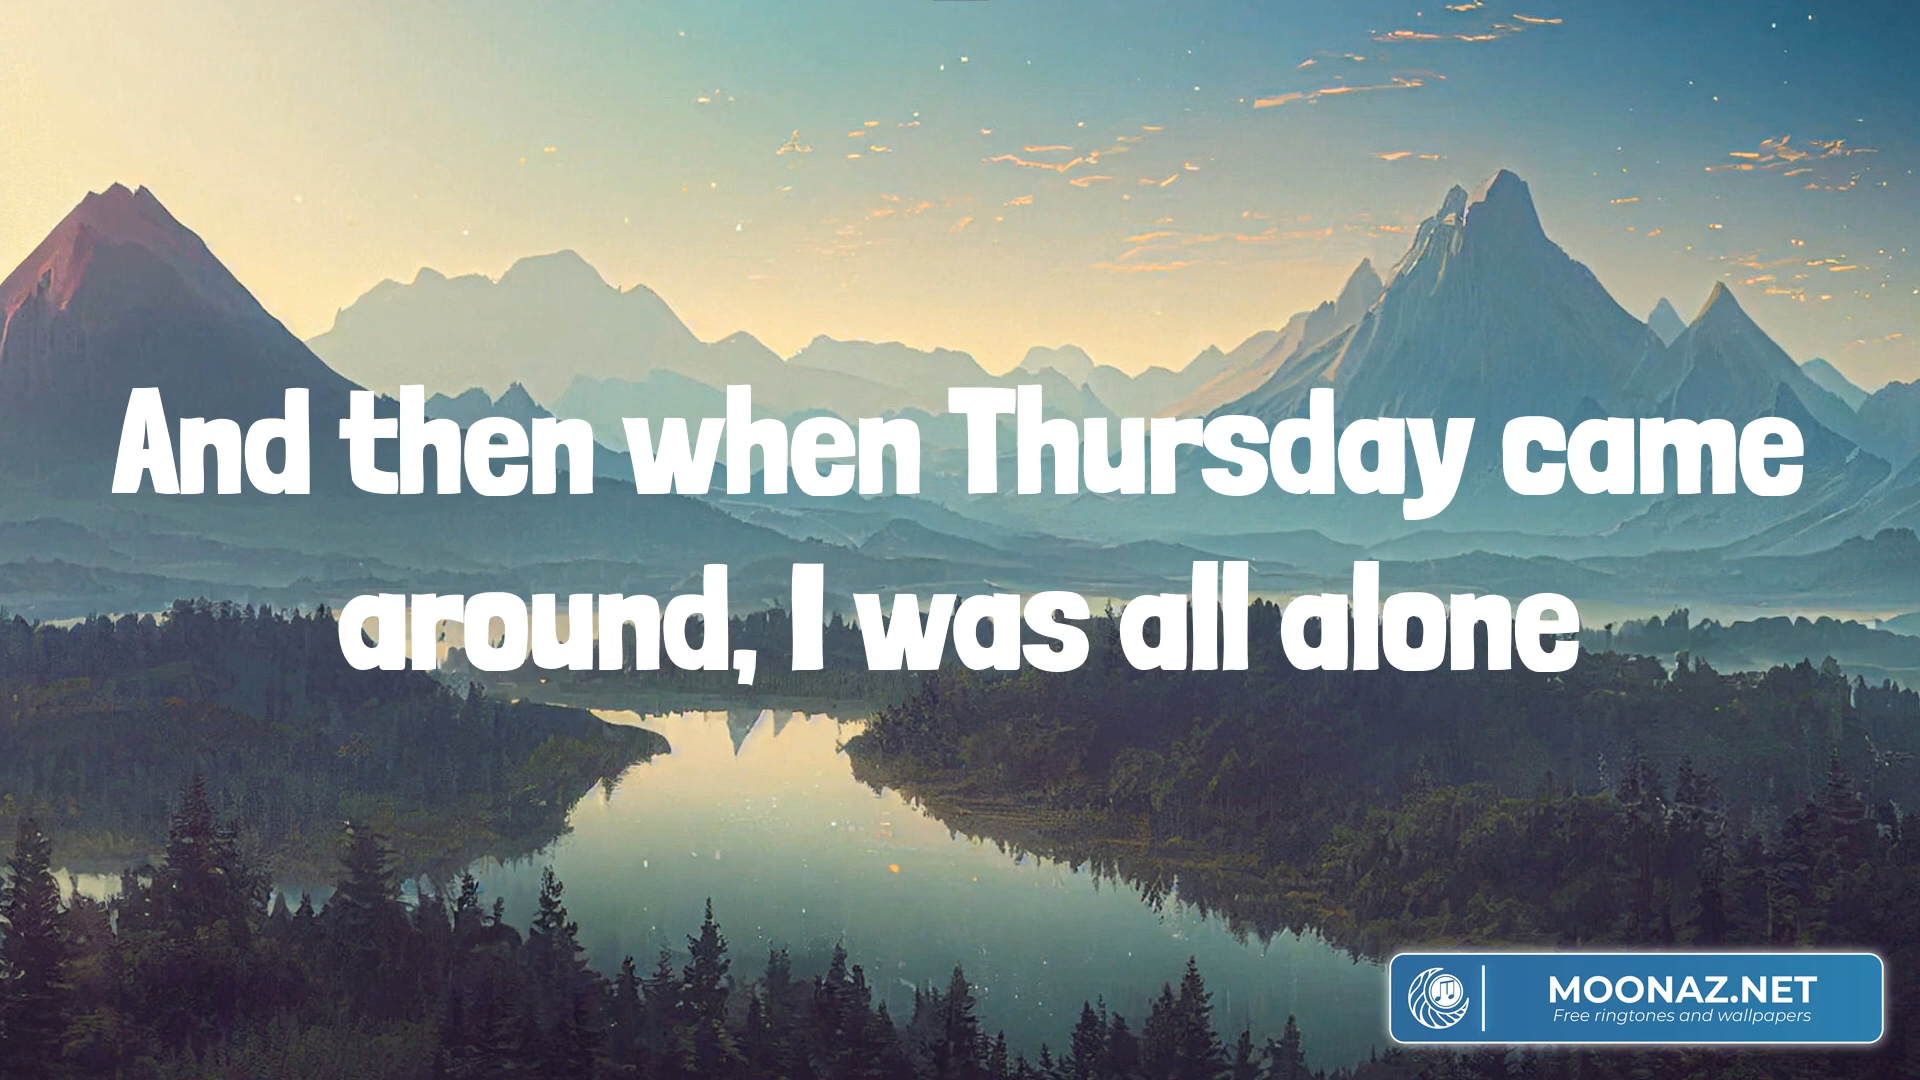 And then when Thursday came
around, I was all alone
MOONAZ.NET
Free ringtones and wallpapers